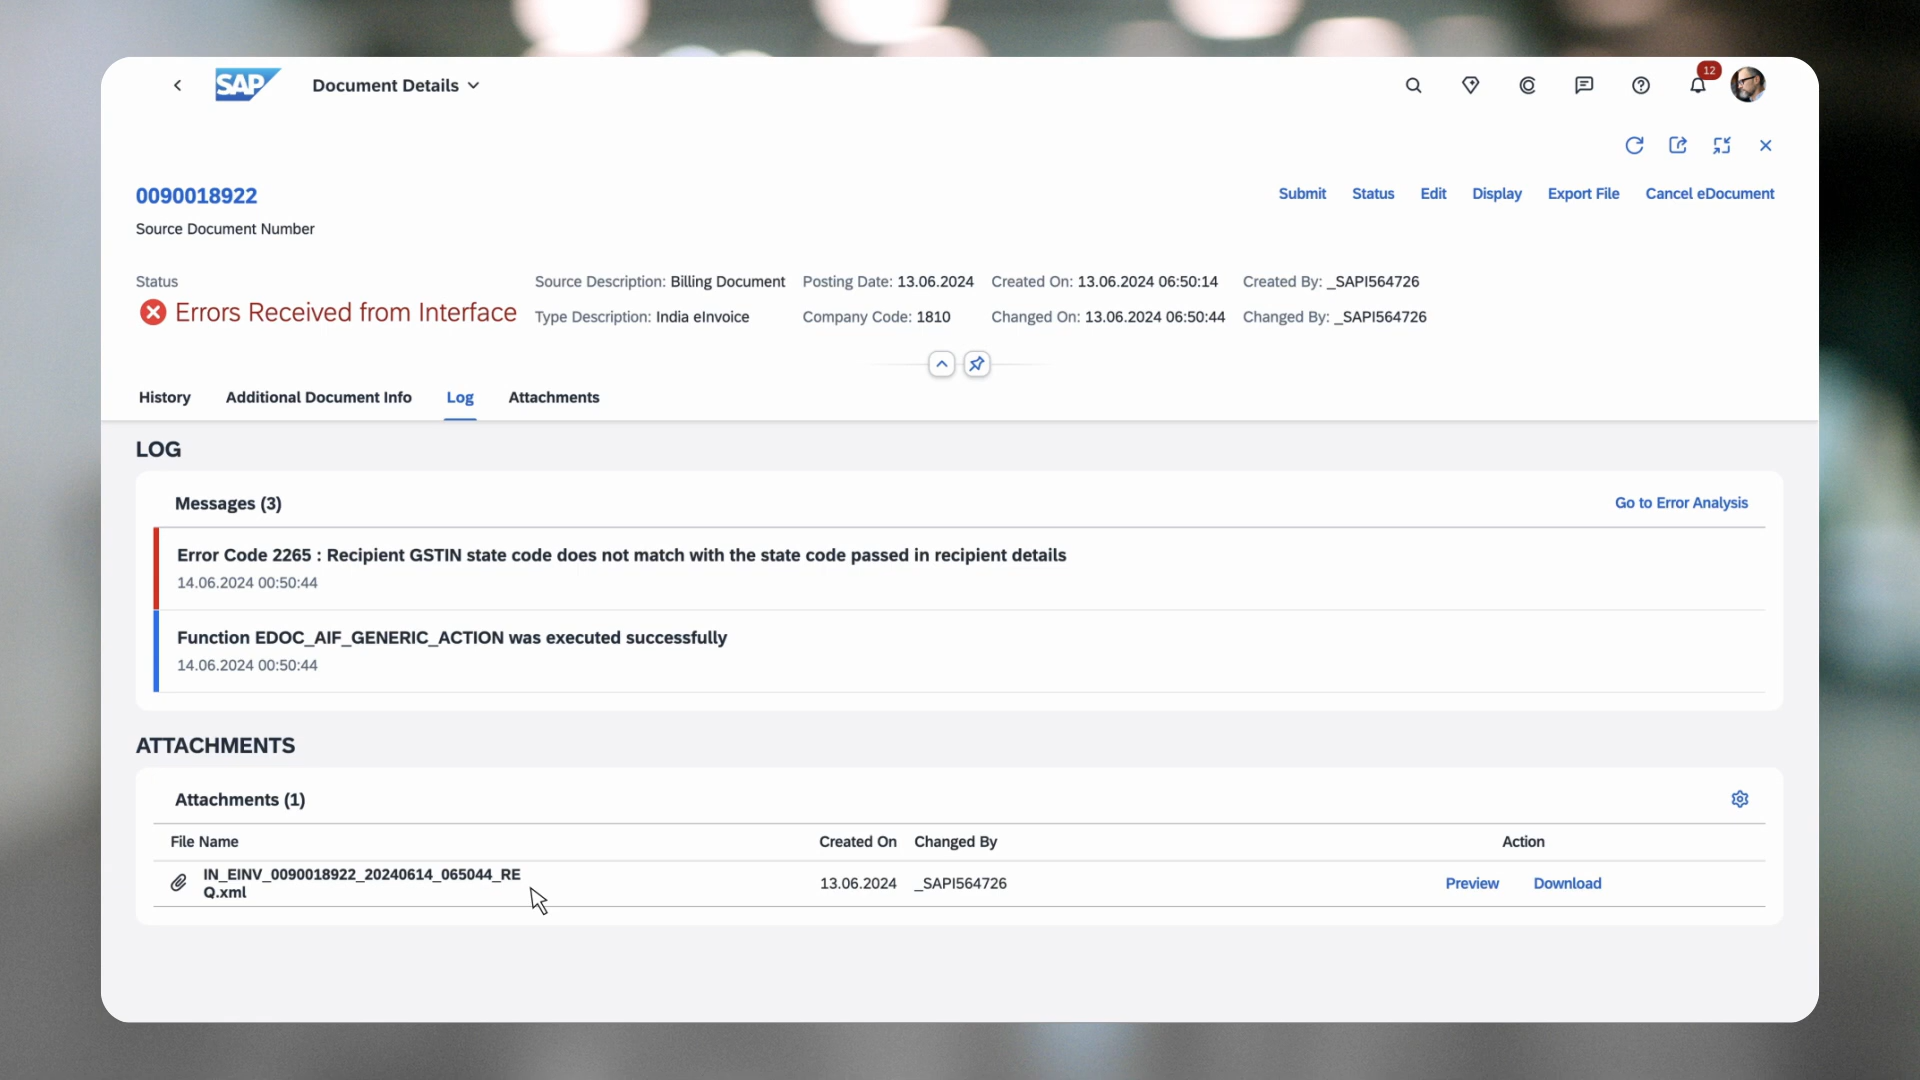 SAP
Document Details
12
0090018922
Submit Status Edit Display Export File Cancel eDocument
Source Document Number
Status
Errors Received from Interface
Source Description: Billing Document
Type Description: India eInvoice
Posting Date: 13.06.2024
Company Code: 1810
Created On: 13.06.2024 06:50:14
Changed On: 13.06.2024 06:50:44
Created By: _SAPI564726
Changed By: _SAPI564726
History Additional Document Info Log Attachments
LOG
Messages (3)
Go to Error Analysis
Error Code 2265 : Recipient GSTIN state code does not match with the state code passed in recipient details
14.06.2024 00:50:44
Function EDOC_AIF_GENERIC_ACTION was executed successfully
14.06.2024 00:50:44
ATTACHMENTS
Attachments (1)
File Name Created On Changed By Action
IN_EINV_0090018922_20240614_065044_RE
Q.xml
13.06.2024 _SAPI564726 Preview Download